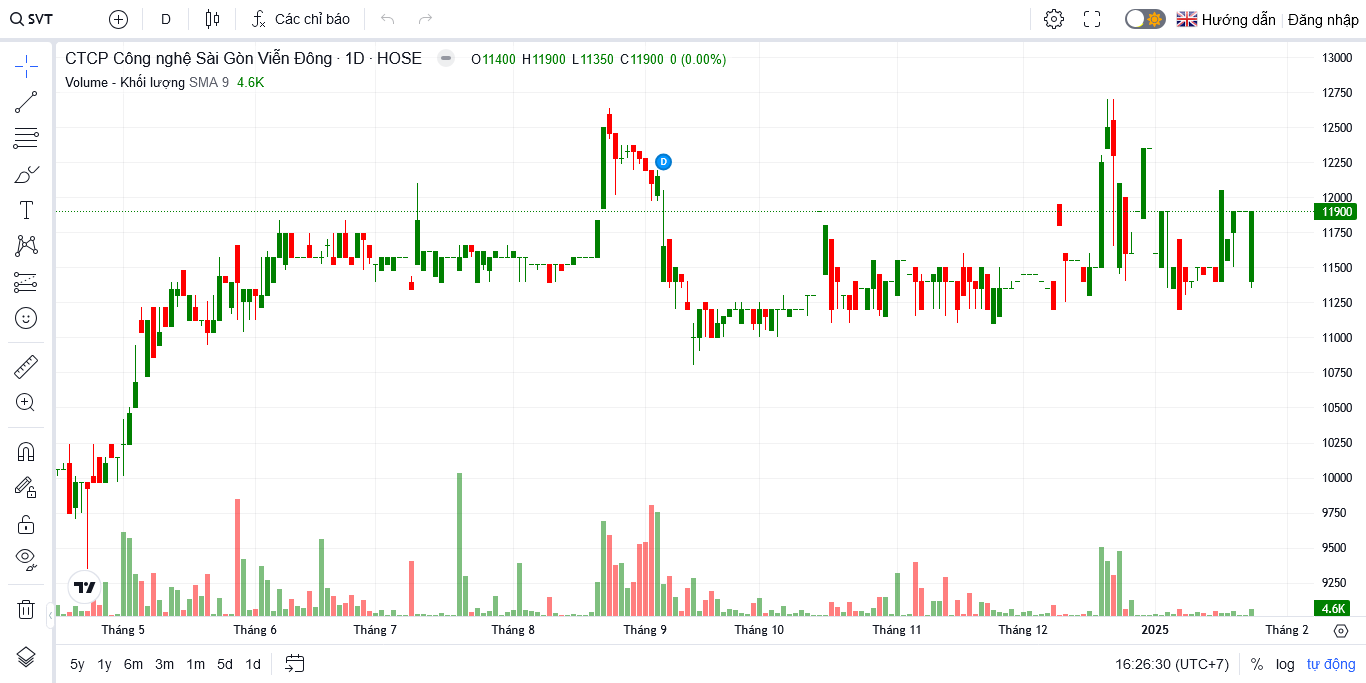 SVT D Các chỉ báo Hướng dẫn Đăng nhập
CTCP Công nghệ Sài Gòn Viễn Đông · 1D · HOSE O11400 H11900 L11350 C11900 0 (0.00%)
Volume - Khối lượng SMA 9 4.6K
D
13000
12750
12500
12250
12000
11900
11750
11500
11250
11000
10750
10500
10250
10000
9750
9500
9250
4.6K
Tháng 5 Tháng 6 Tháng 7 Tháng 8 Tháng 9 Tháng 10 Tháng 11 Tháng 12 2025 Tháng 2
5y 1y 6m 3m 1m 5d 1d 16:26:30 (UTC+7) % log tự động